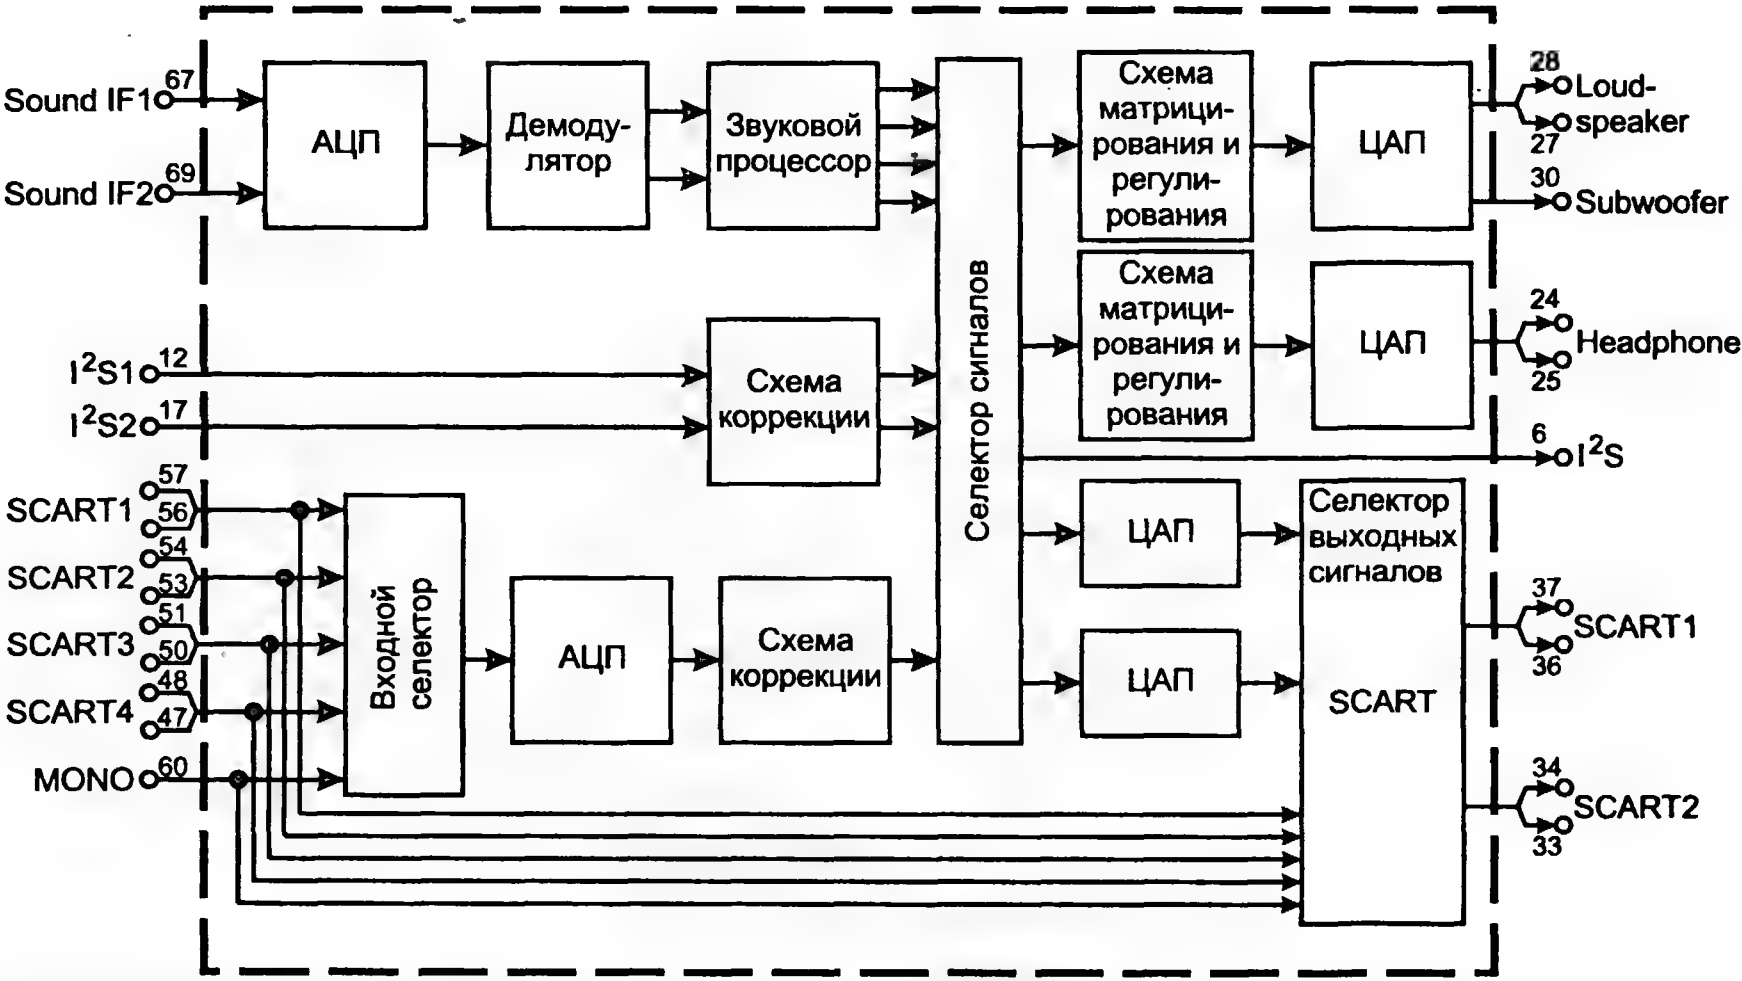 Sound IF1
67
Sound IF2
69
АЦП
Демоду-
лятор
Звуковой
процессор
I²S1
12
I²S2
17
Схема
коррекции
SCART1
57
56
SCART2
54
53
SCART3
51
50
SCART4
48
47
MONO
60
Входной
селектор
АЦП
Схема
коррекции
Селектор сигналов
Схема
матрици-
рования и
регули-
рования
ЦАП
28
Loud-
speaker
27
30
Subwoofer
Схема
матрици-
рования и
регули-
рования
ЦАП
24
Headphone
25
6
I²S
ЦАП
ЦАП
Селектор
выходных
сигналов
SCART
37
SCART1
36
34
SCART2
33